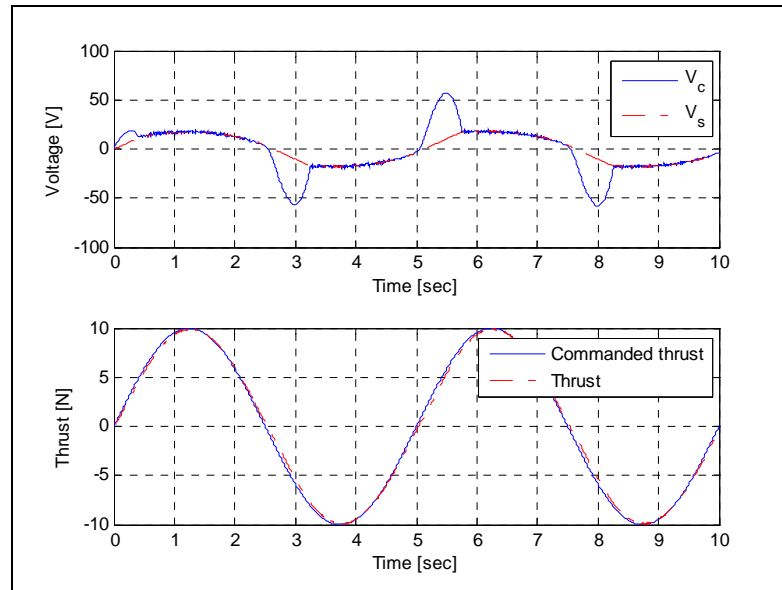 100
50
0
-50
-100
Voltage [V]
V_c
V_s
0 1 2 3 4 5 6 7 8 9 10
Time [sec]
10
5
0
-5
-10
Thrust [N]
Commanded thrust
Thrust
0 1 2 3 4 5 6 7 8 9 10
Time [sec]